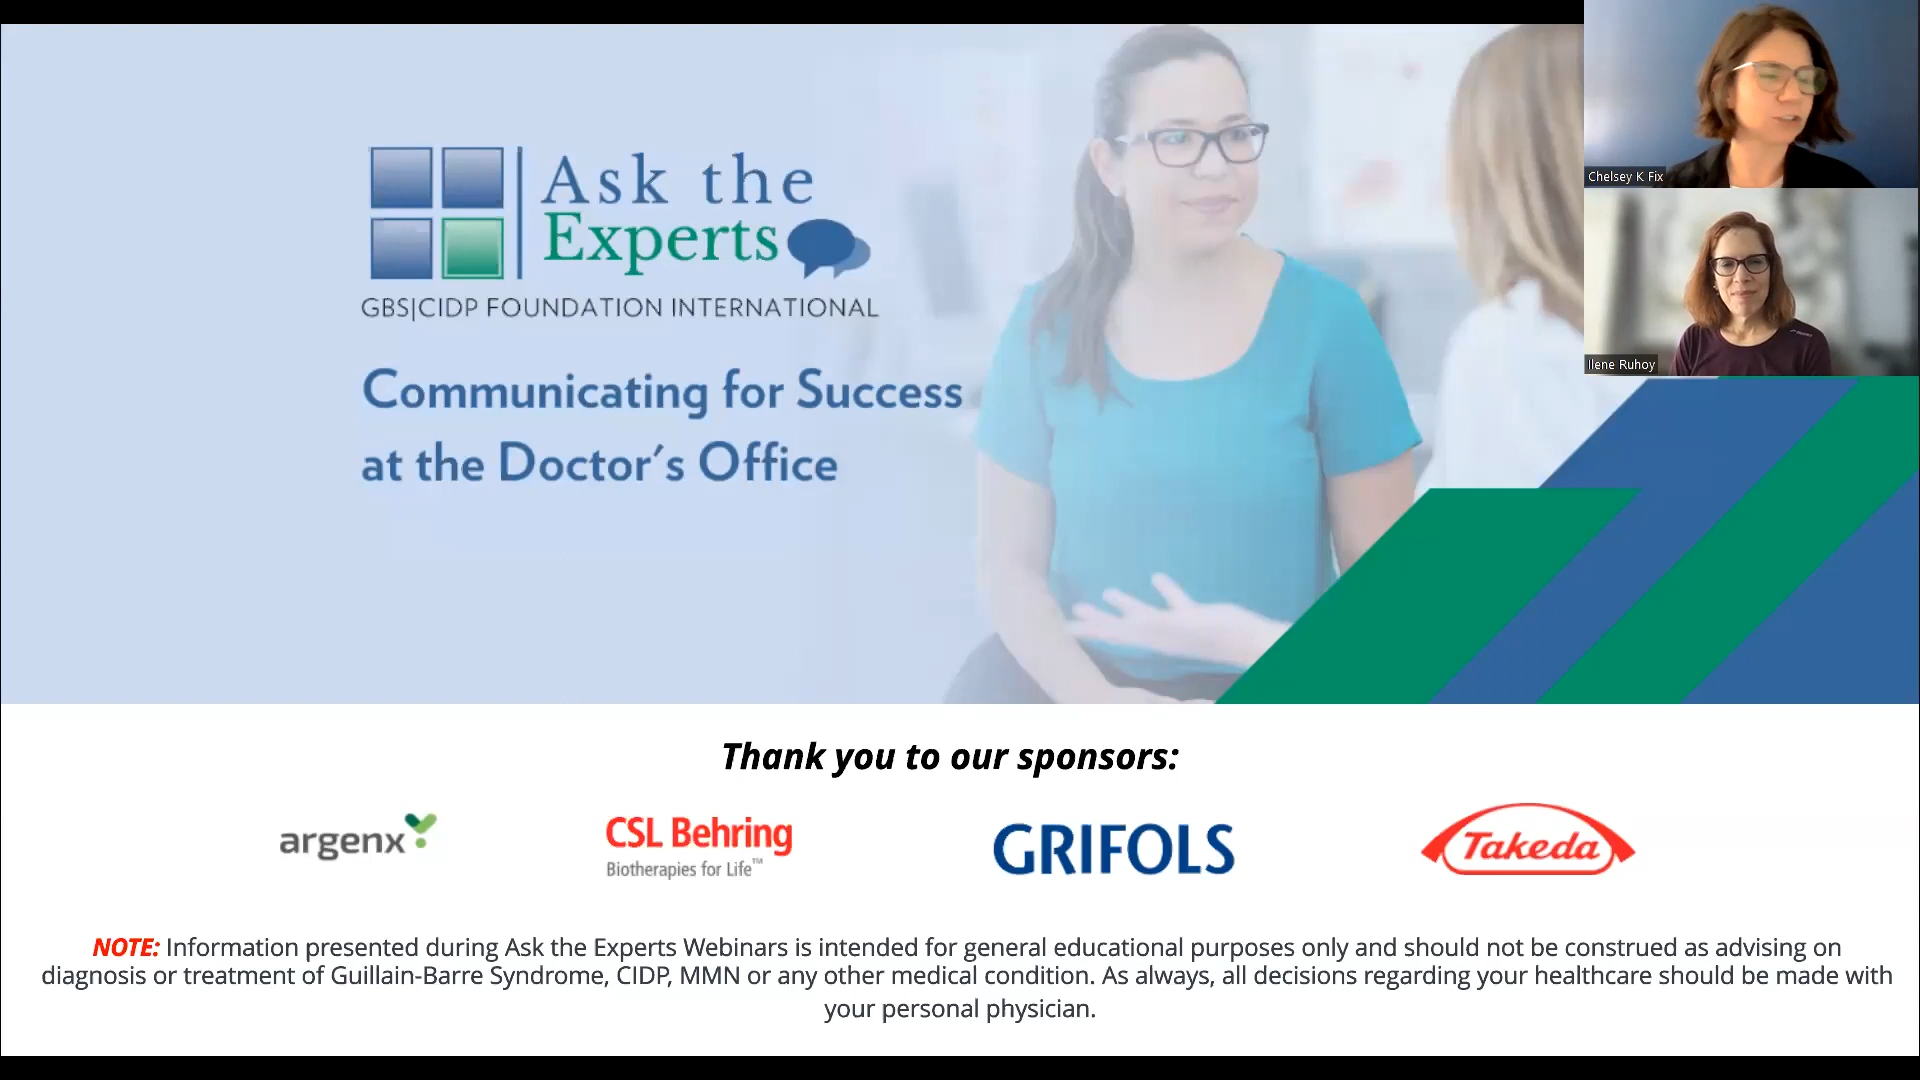 Ask the
Experts
GBS|CIDP FOUNDATION INTERNATIONAL
Communicating for Success
at the Doctor's Office
Chelsey K Fix
Ilene Ruhoy
Thank you to our sponsors:
argenx
CSL Behring
Biotherapies for Life™
GRIFOLS
Takeda
NOTE: Information presented during Ask the Experts Webinars is intended for general educational purposes only and should not be construed as advising on
diagnosis or treatment of Guillain-Barre Syndrome, CIDP, MMN or any other medical condition. As always, all decisions regarding your healthcare should be made with
your personal physician.